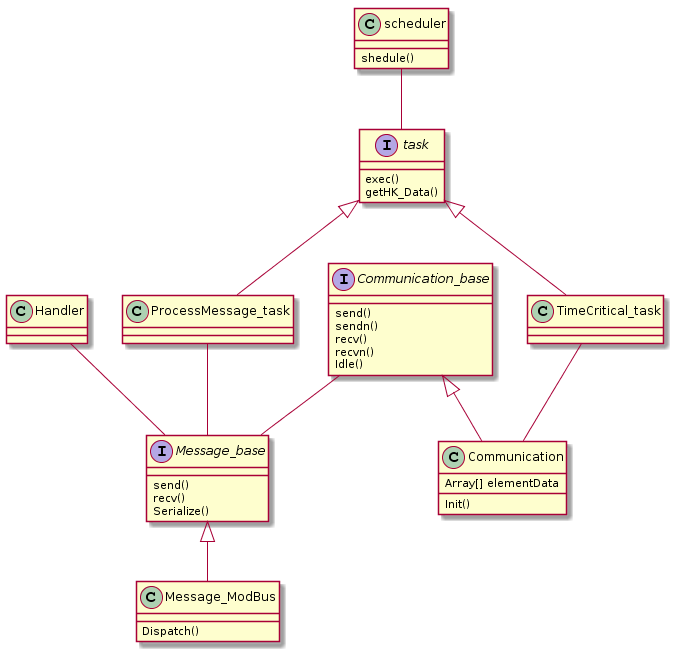 C scheduler
shedule()
I task
exec()
getHK_Data()
I Communication_base
send()
sendn()
recv()
recvn()
Idle()
C Handler
C ProcessMessage_task
C TimeCritical_task
I Message_base
send()
recv()
Serialize()
C Communication
Array[] elementData
Init()
C Message_ModBus
Dispatch()